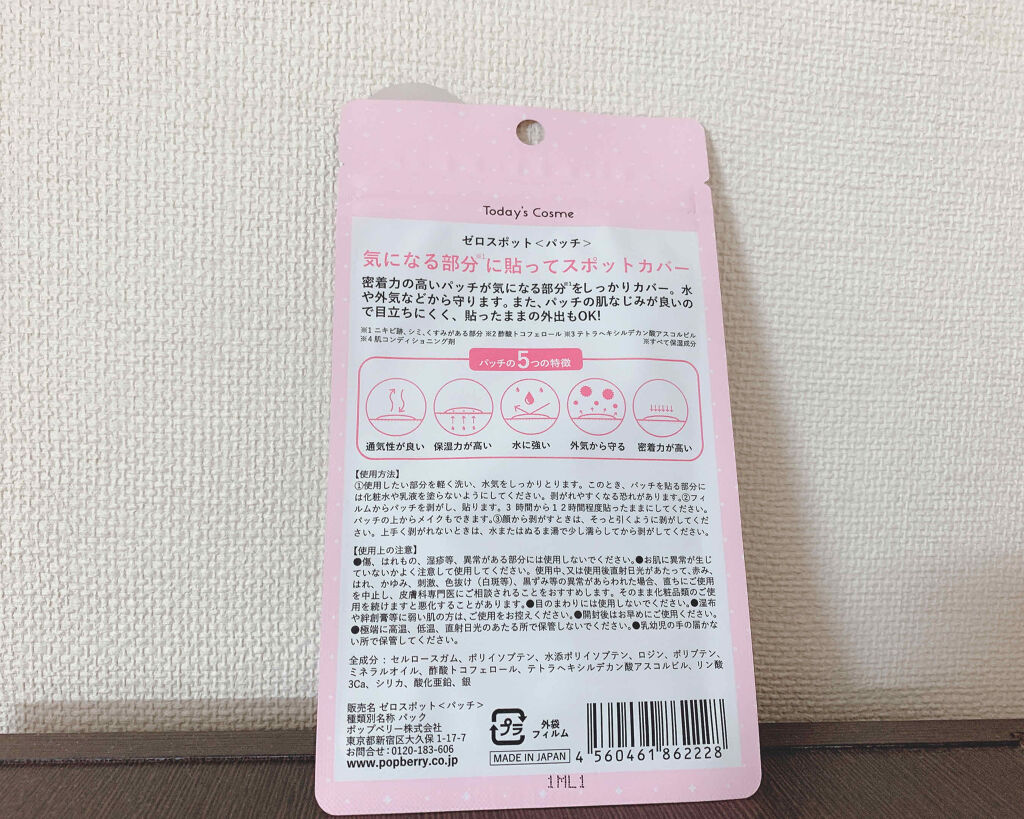 Today's Cosme
ゼロスポット<パッチ>
気になる部分※1に貼ってスポットカバー
密着力の高いパッチが気になる部分※1をしっかりカバー。水
や外気などから守ります。また、パッチの肌なじみが良いの
で目立ちにくく、貼ったままの外出もOK!
※1 ニキビ跡、シミ、くすみがある部分 ※2 酢酸トコフェロール ※3 テトラヘキシルデカン酸アスコルビル
※4 肌コンディショニング剤 ※すべて保湿成分
パッチの5つの特徴
通気性が良い 保湿力が高い 水に強い 外気から守る 密着力が高い
【使用方法】
①使用したい部分を軽く洗い、水気をしっかりとります。このとき、パッチを貼る部分に
は化粧水や乳液を塗らないようにしてください。剥がれやすくなる恐れがあります。②フィ
ルムからパッチを剥がし、貼ります。3 時間から12時間程度貼ったままにしてください。
パッチの上からメイクもできます。③顔から剥がすときは、そっと引くように剥がしてくだ
さい。上手く剥がれないときは、水またはぬるま湯で少し濡らしてから剥がしてください。
【使用上の注意】
●傷、はれもの、湿疹等、異常がある部分には使用しないでください。●お肌に異常が生じ
ていないかよく注意して使用してください。使用中、又は使用後直射日光があたって、赤み、
はれ、かゆみ、刺激、色抜け(白斑等)、黒ずみ等の異常があらわれた場合、直ちにご使用
を中止し、皮膚科専門医にご相談されることをおすすめします。そのまま化粧品類のご使
用を続けますと悪化することがあります。●目のまわりには使用しないでください。●湿布
や絆創膏等に弱い肌の方は、ご使用をお控えください。●開封後はお早めにご使用ください。
●極端に高温、低温、直射日光のあたる所で保管しないでください。●乳幼児の手の届かな
い所で保管してください。
全成分:セルロースガム、ポリイソブテン、水添ポリイソブテン、ロジン、ポリブテン、
ミネラルオイル、酢酸トコフェロール、テトラヘキシルデカン酸アスコルビル、リン酸
3Ca、シリカ、酸化亜鉛、銀
販売名 ゼロスポット<パッチ>
種類別名称 パック
ポップベリー株式会社
東京都新宿区大久保1-17-7
お問合せ:0120-183-606
www.popberry.co.jp
プラ
外袋
フィルム
MADE IN JAPAN
4 560461 862228
1ML1